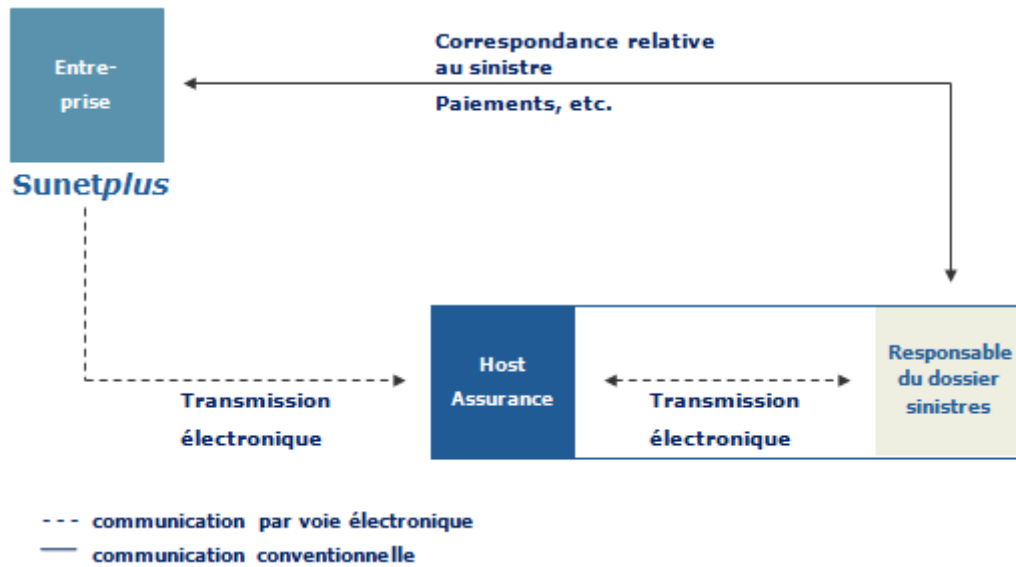 Entre-
prise
Sunetplus
Correspondance relative
au sinistre
Paiements, etc.
Host
Assurance
Responsable
du dossier
sinistres
Transmission
électronique
Transmission
électronique
--- communication par voie électronique
— communication conventionnelle